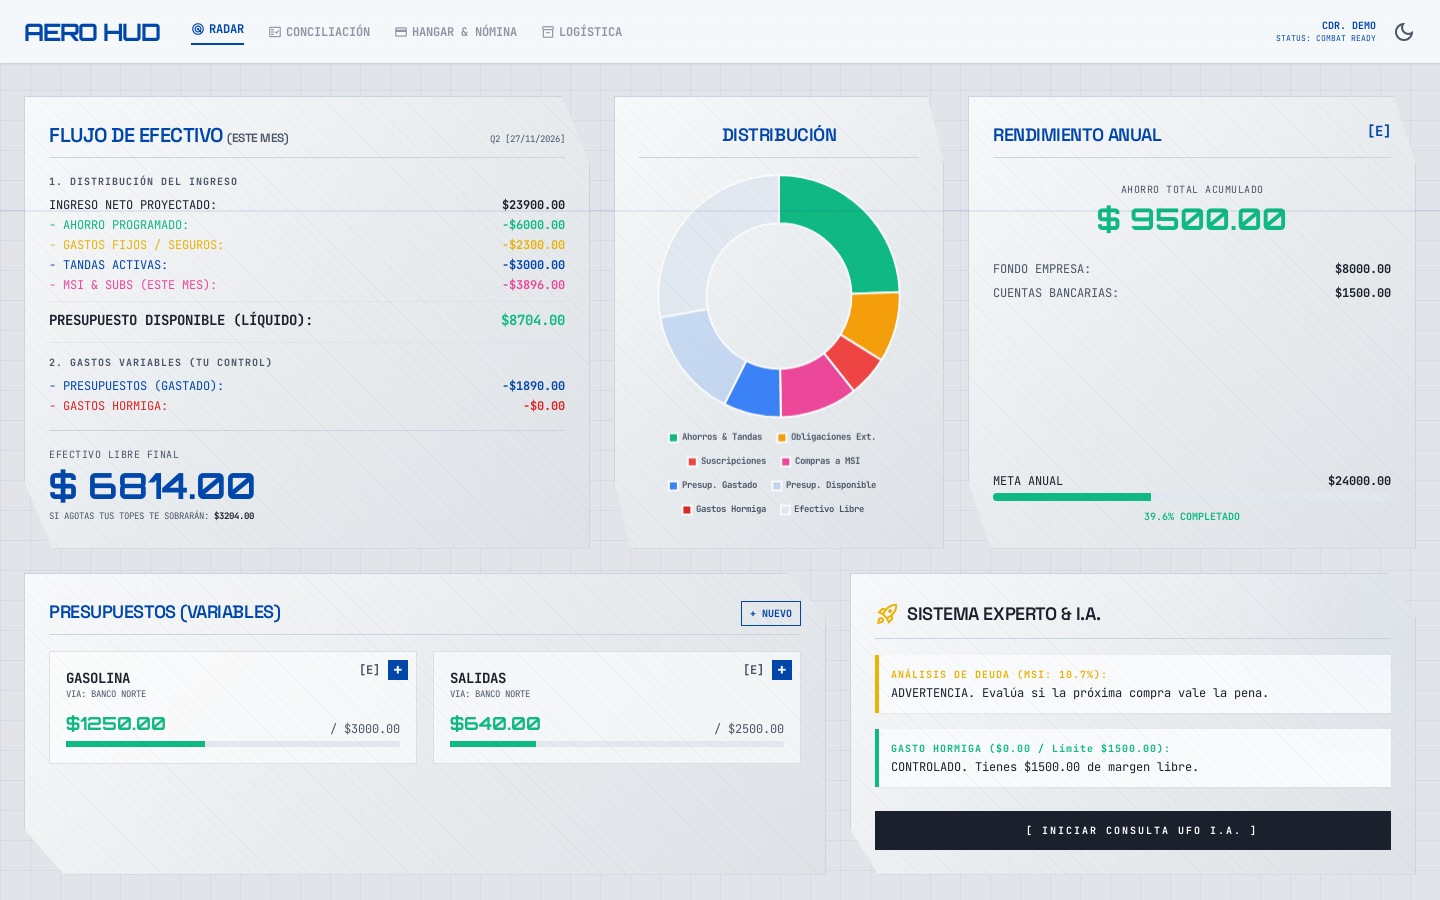 AERO HUD
RADAR
CONCILIACIÓN
HANGAR & NÓMINA
LOGÍSTICA
CDR. DEMO
STATUS: COMBAT READY
FLUJO DE EFECTIVO (ESTE MES)
Q2 [27/11/2026]
1. DISTRIBUCIÓN DEL INGRESO
INGRESO NETO PROYECTADO: $23900.00
- AHORRO PROGRAMADO: -$6000.00
- GASTOS FIJOS / SEGUROS: -$2300.00
- TANDAS ACTIVAS: -$3000.00
- MSI & SUBS (ESTE MES): -$3896.00
PRESUPUESTO DISPONIBLE (LÍQUIDO): $8704.00
2. GASTOS VARIABLES (TU CONTROL)
- PRESUPUESTOS (GASTADO): -$1890.00
- GASTOS HORMIGA: -$0.00
EFECTIVO LIBRE FINAL
$ 6814.00
SI AGOTAS TUS TOPES TE SOBRARÁN: $3204.00
DISTRIBUCIÓN
Ahorros & Tandas
Obligaciones Ext.
Suscripciones
Compras a MSI
Presup. Gastado
Presup. Disponible
Gastos Hormiga
Efectivo Libre
RENDIMIENTO ANUAL
[E]
AHORRO TOTAL ACUMULADO
$ 9500.00
FONDO EMPRESA: $8000.00
CUENTAS BANCARIAS: $1500.00
META ANUAL $24000.00
39.6% COMPLETADO
PRESUPUESTOS (VARIABLES)
+ NUEVO
GASOLINA
[E] +
VIA: BANCO NORTE
$1250.00 / $3000.00
SALIDAS
[E] +
VIA: BANCO NORTE
$640.00 / $2500.00
SISTEMA EXPERTO & I.A.
ANÁLISIS DE DEUDA (MSI: 10.7%):
ADVERTENCIA. Evalúa si la próxima compra vale la pena.
GASTO HORMIGA ($0.00 / Límite $1500.00):
CONTROLADO. Tienes $1500.00 de margen libre.
[ INICIAR CONSULTA UFO I.A. ]